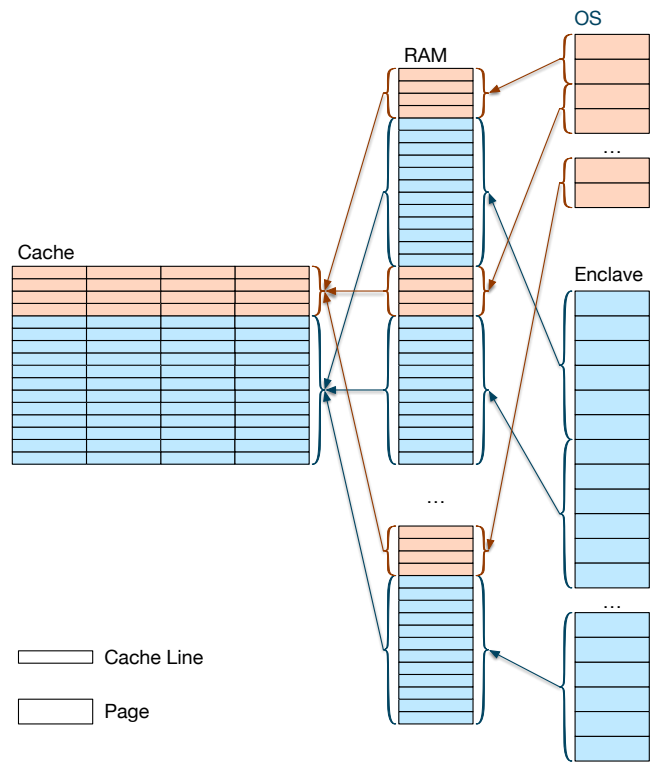 OS
RAM
...
Cache
Enclave
...
...
Cache Line
Page